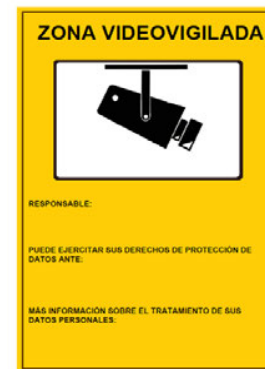 ZONA VIDEOVIGILADA
RESPONSABLE:
PUEDE EJERCITAR SUS DERECHOS DE PROTECCIÓN DE
DATOS ANTE:
MÁS INFORMACIÓN SOBRE EL TRATAMIENTO DE SUS
DATOS PERSONALES: